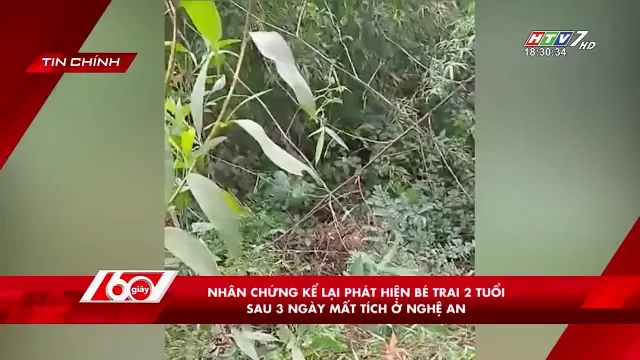 TIN CHÍNH
HTV7 HD
18:30:34
60 giây
NHÂN CHỨNG KỂ LẠI PHÁT HIỆN BÉ TRAI 2 TUỔI
SAU 3 NGÀY MẤT TÍCH Ở NGHỆ AN